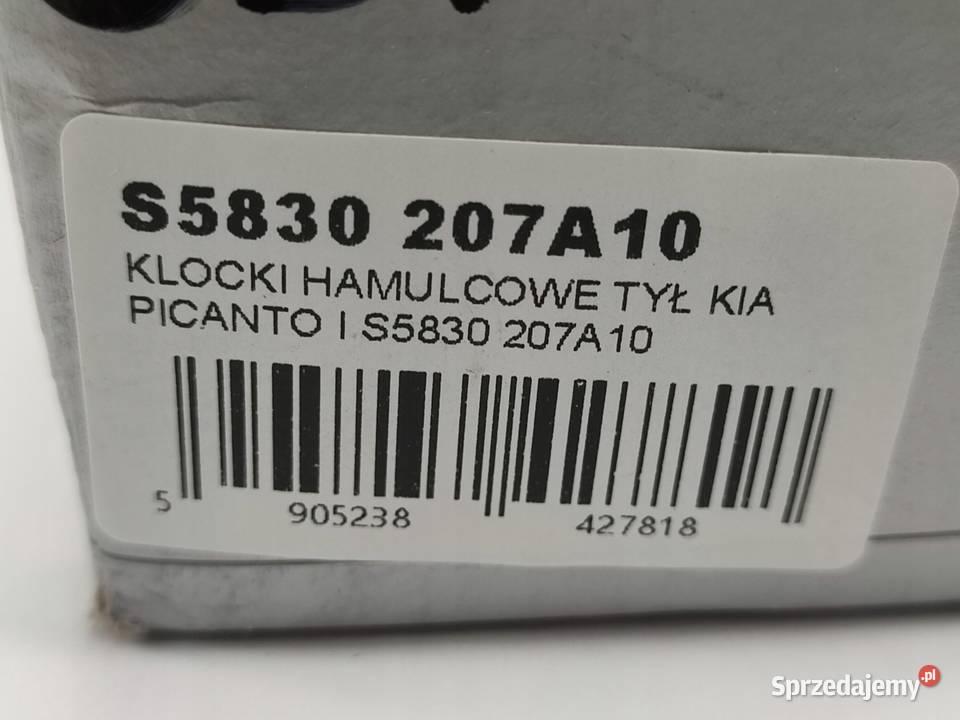 S5830 207A10
KLOCKI HAMULCOWE TYŁ KIA
PICANTO I S5830 207A10
5 905238 427818
Sprzedajemy.pl